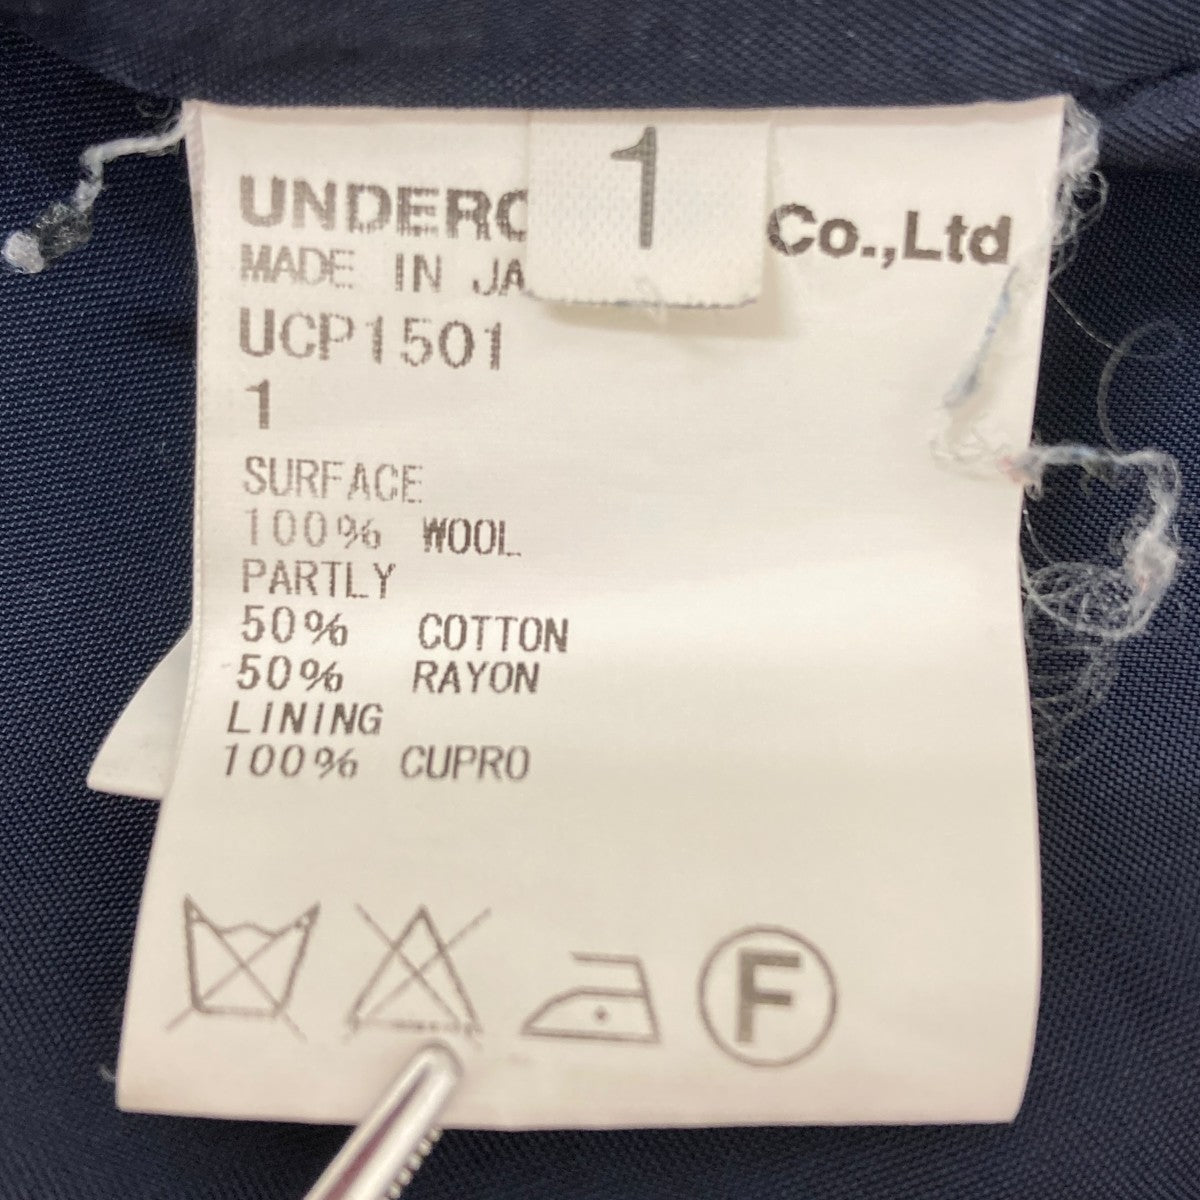 1
UNDERC Co.,Ltd
MADE IN JA
UCP1501
1
SURFACE
100% WOOL
PARTLY
50% COTTON
50% RAYON
LINING
100% CUPRO
F